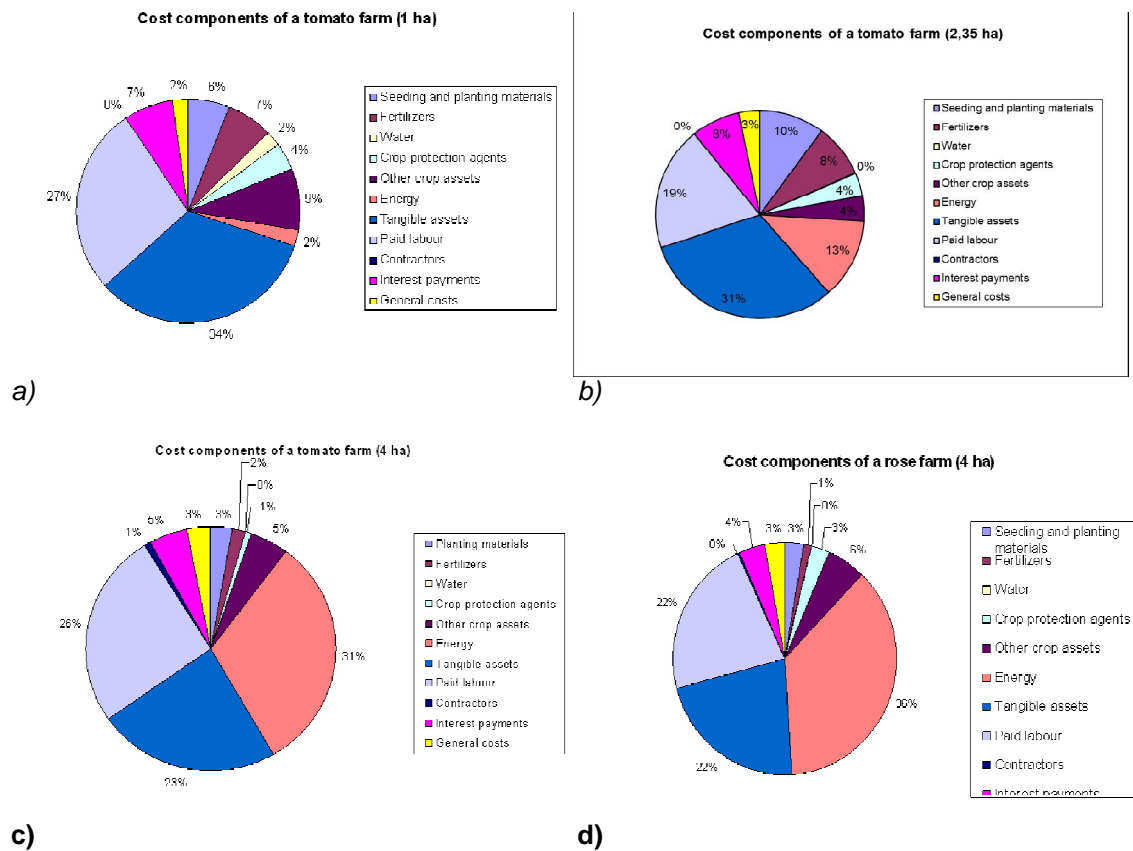 Cost components of a tomato farm (1 ha)
2%
6%
7%
0%
7%
2%
4%
2%
27%
34%
Seeding and planting materials
Fertilizers
Water
Crop protection agents
Other crop assets
Energy
Tangible assets
Paid labour
Contractors
Interest payments
General costs
a)
Cost components of a tomato farm (2,35 ha)
3%
10%
8%
0%
8%
0%
4%
4%
19%
13%
31%
Seeding and planting materials
Fertilizers
Water
Crop protection agents
Other crop assets
Energy
Tangible assets
Paid labour
Contractors
Interest payments
General costs
b)
Cost components of a tomato farm (4 ha)
2%
0%
1%
5%
3%
3%
5%
1%
26%
31%
23%
Planting materials
Fertilizers
Water
Crop protection agents
Other crop assets
Energy
Tangible assets
Paid labour
Contractors
Interest payments
General costs
c)
Cost components of a rose farm (4 ha)
1%
0%
3%
4%
3%
3%
6%
0%
22%
36%
22%
Seeding and planting
materials
Fertilizers
Water
Crop protection agents
Other crop assets
Energy
Tangible assets
Paid labour
Contractors
Interest payments
d)